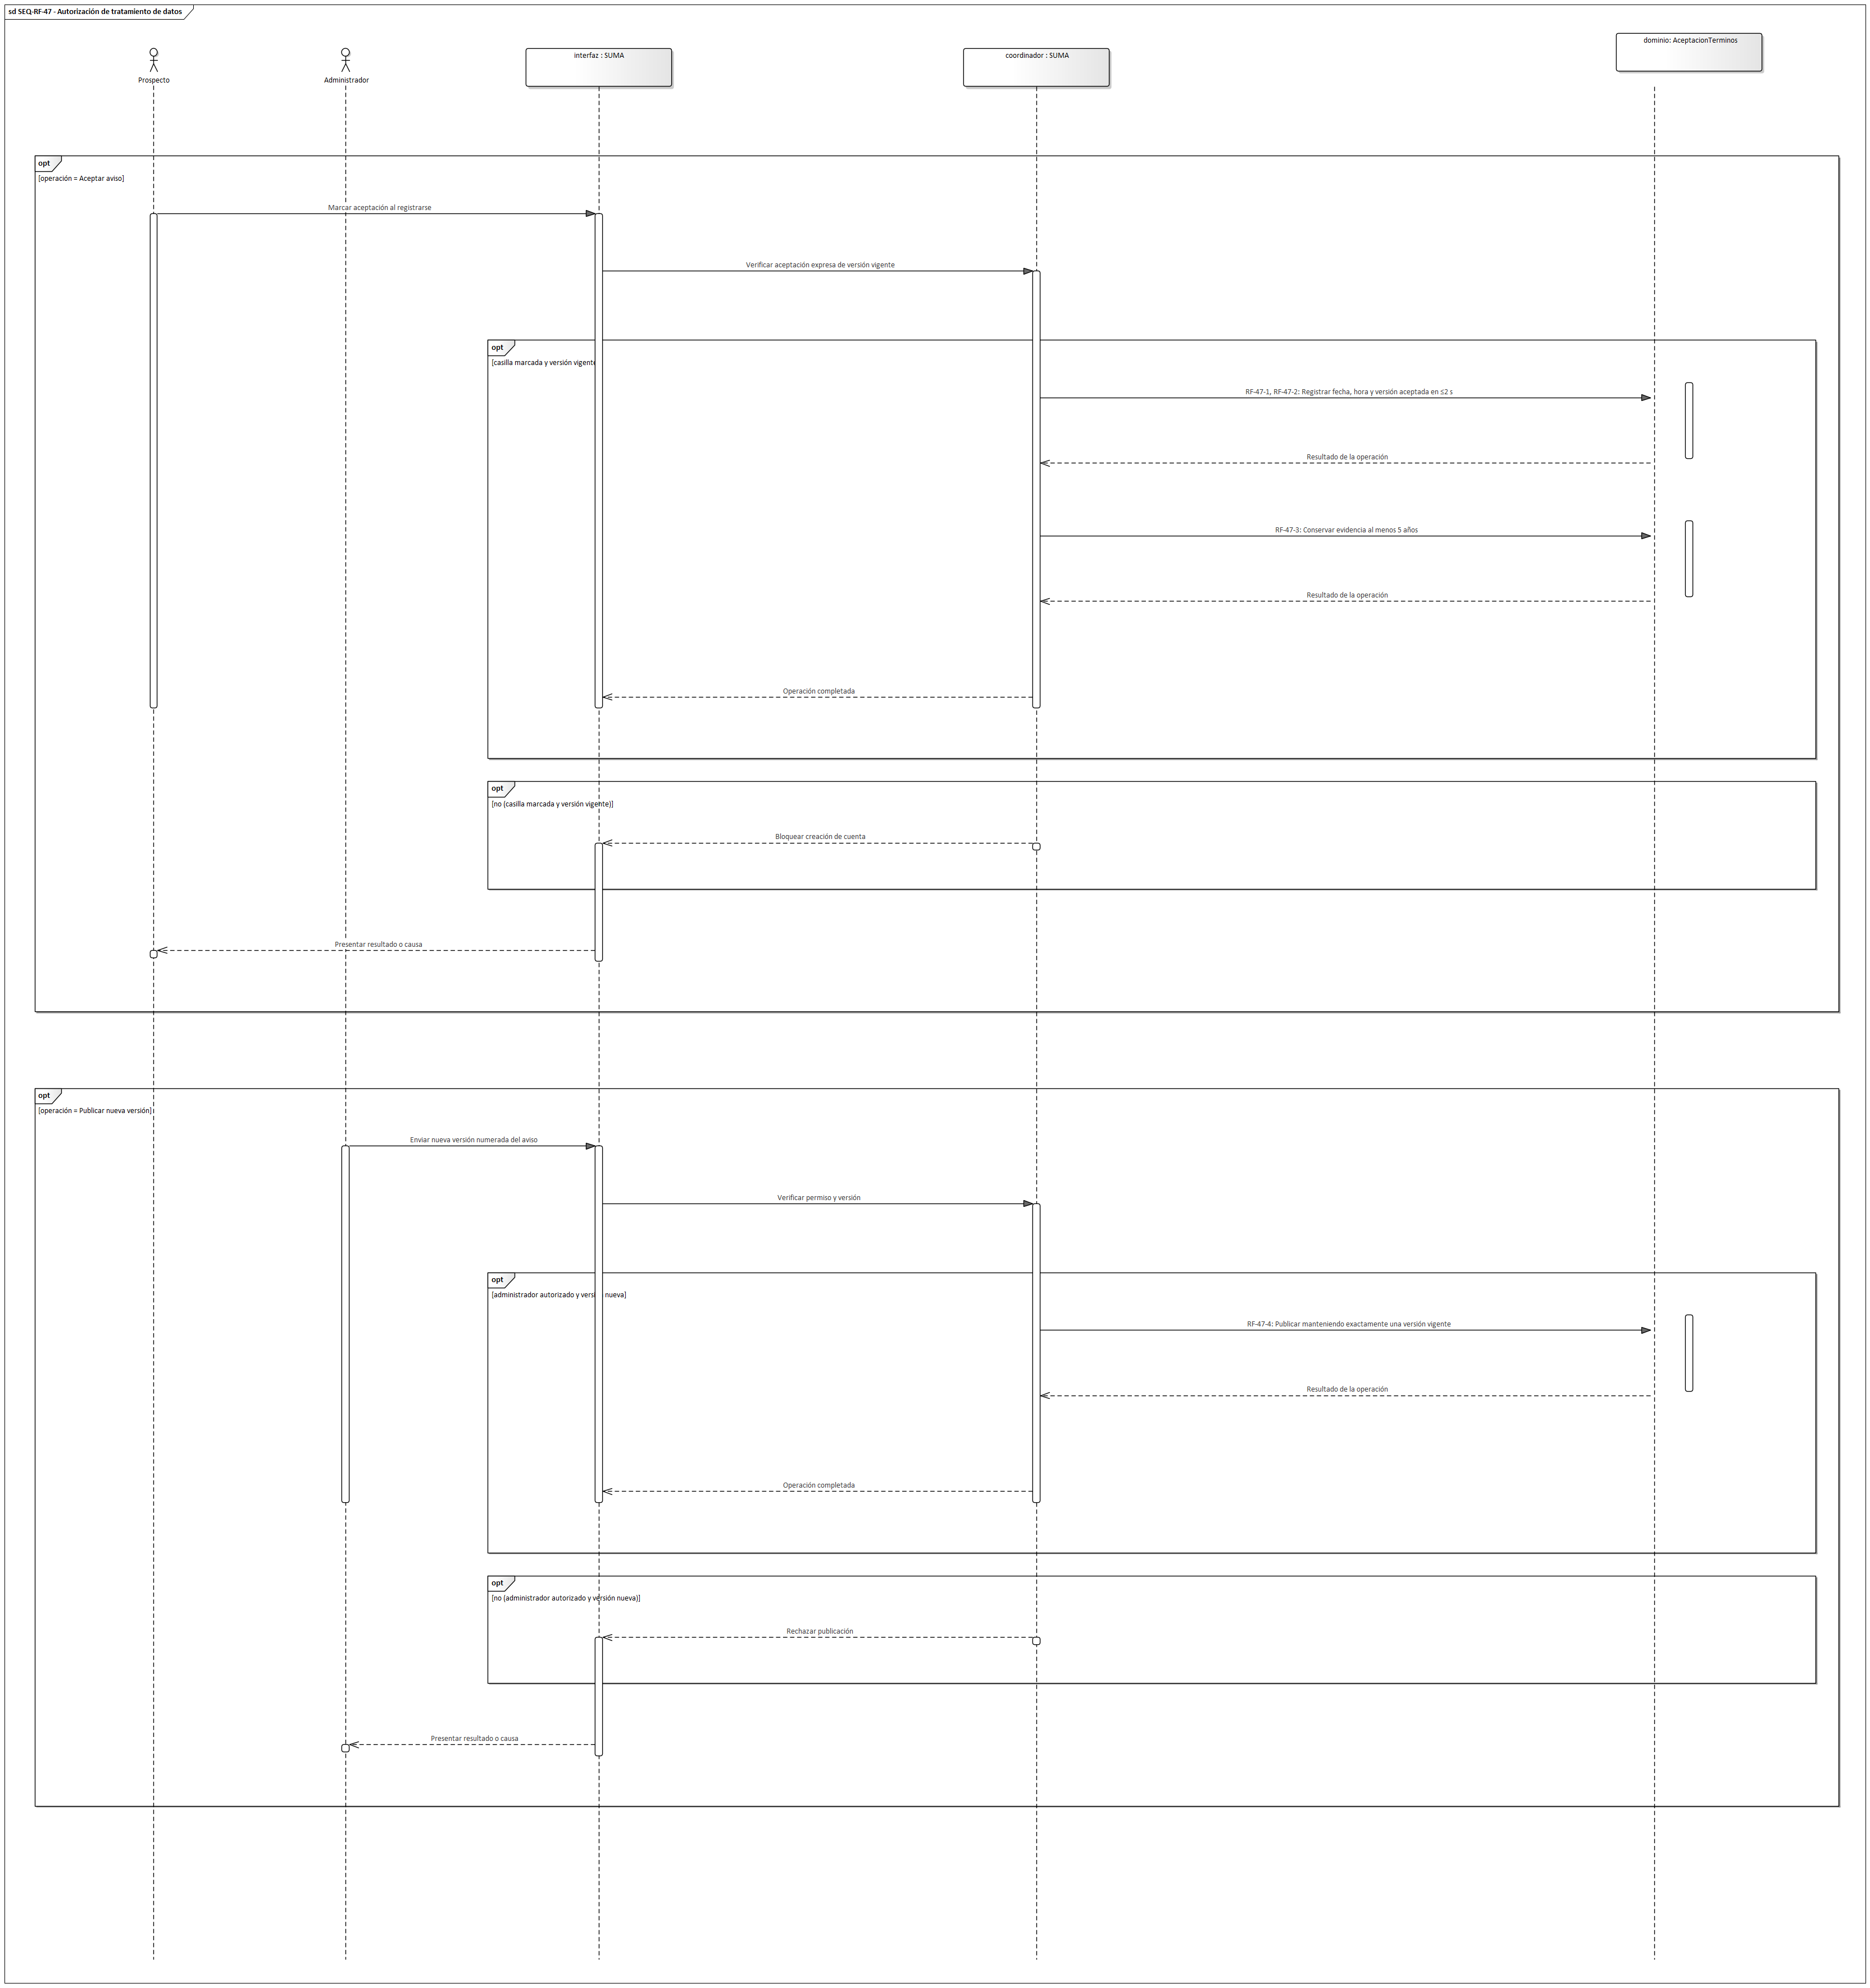 sd SEQ-RF-47 - Autorización de tratamiento de datos
Prospecto
Administrador
interfaz : SUMA
coordinador : SUMA
dominio: AceptacionTerminos
opt
[operación = Aceptar aviso]
Marcar aceptación al registrarse
Verificar aceptación expresa de versión vigente
opt
[casilla marcada y versión vigente
RF-47-1, RF-47-2: Registrar fecha, hora y versión aceptada en ≤2 s
Resultado de la operación
RF-47-3: Conservar evidencia al menos 5 años
Resultado de la operación
Operación completada
opt
[no (casilla marcada y versión vigente)]
Bloquear creación de cuenta
Presentar resultado o causa
opt
[operación = Publicar nueva versión]
Enviar nueva versión numerada del aviso
Verificar permiso y versión
opt
[administrador autorizado y versi nueva]
RF-47-4: Publicar manteniendo exactamente una versión vigente
Resultado de la operación
Operación completada
opt
[no (administrador autorizado y versión nueva)]
Rechazar publicación
Presentar resultado o causa